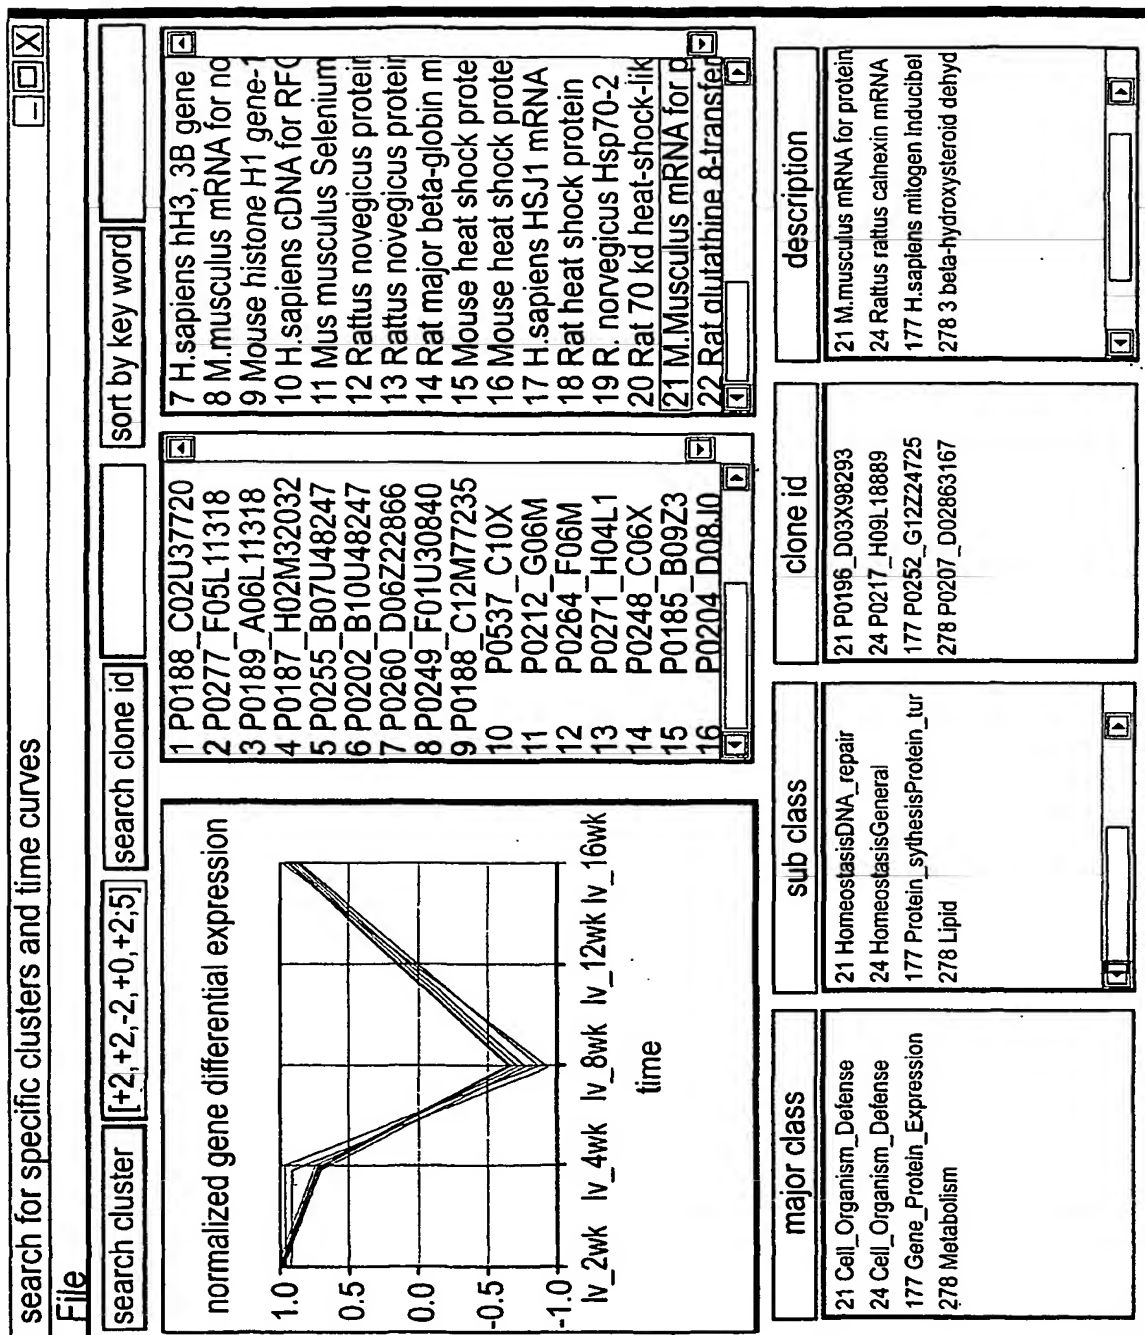 search for specific clusters and time curves
File
search cluster [+2,+2,-2,+0,+2;5] search clone id sort by key word
normalized gene differential expression
1.0
0.5
0.0
-0.5
-1.0
lv_2wk lv_4wk lv_8wk lv_12wk lv_16wk
time
1 P0188_C02U37720
2 P0277_F05L11318
3 P0189_A06L11318
4 P0187_H02M32032
5 P0255_B07U48247
6 P0202_B10U48247
7 P0260_D06Z22866
8 P0249_F01U30840
9 P0188_C12M77235
10 P0537_C10X
11 P0212_G06M
12 P0264_F06M
13 P0271_H04L1
14 P0248_C06X
15 P0185_B09Z3
16 P0204_D08J0
7 H.sapiens hH3, 3B gene
8 M.musculus mRNA for no
9 Mouse histone H1 gene-1
10 H.sapiens cDNA for RFC
11 Mus musculus Selenium
12 Rattus novegicus protein
13 Rattus novegicus protein
14 Rat major beta-globin m
15 Mouse heat shock prote
16 Mouse heat shock prote
17 H.sapiens HSJ1 mRNA
18 Rat heat shock protein
19 R. norvegicus Hsp70-2
20 Rat 70 kd heat-shock-lik
21 M.Musculus mRNA for p
22 Rat glutathine 8-transfer
major class
21 Cell_Organism_Defense
24 Cell_Organism_Defense
177 Gene_Protein_Expression
278 Metabolism
sub class
21 HomeostasisDNA_repair
24 HomeostasisGeneral
177 Protein_sythesisProtein_tur
278 Lipid
clone id
21 P0196_D03X98293
24 P0217_H09L18889
177 P0252_G12Z24725
278 P0207_D02863167
description
21 M.musculus mRNA for protein
24 Rattus rattus calnexin mRNA
177 H.sapiens mitogen Inducibel
278 3 beta-hydroxysteroid dehyd